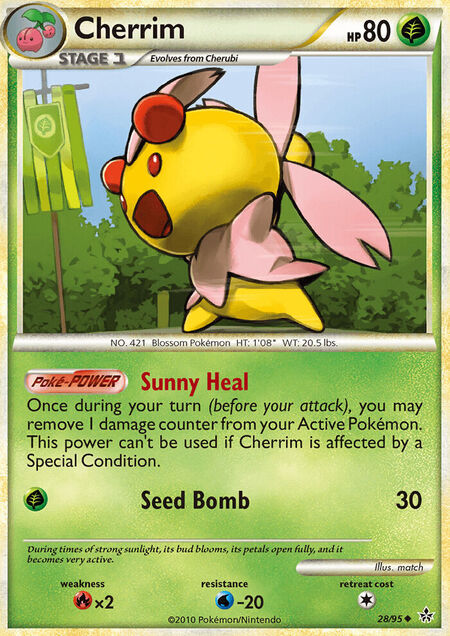 Cherrim
HP 80
STAGE 1
Evolves from Cherubi
NO. 421 Blossom Pokémon HT: 1'08" WT: 20.5 lbs.
Poké-POWER Sunny Heal
Once during your turn (before your attack), you may
remove 1 damage counter from your Active Pokémon.
This power can't be used if Cherrim is affected by a
Special Condition.
Seed Bomb 30
During times of strong sunlight, its bud blooms, its petals open fully, and it
becomes very active.
Illus. match
weakness resistance retreat cost
×2 -20
©2010 Pokémon/Nintendo 28/95